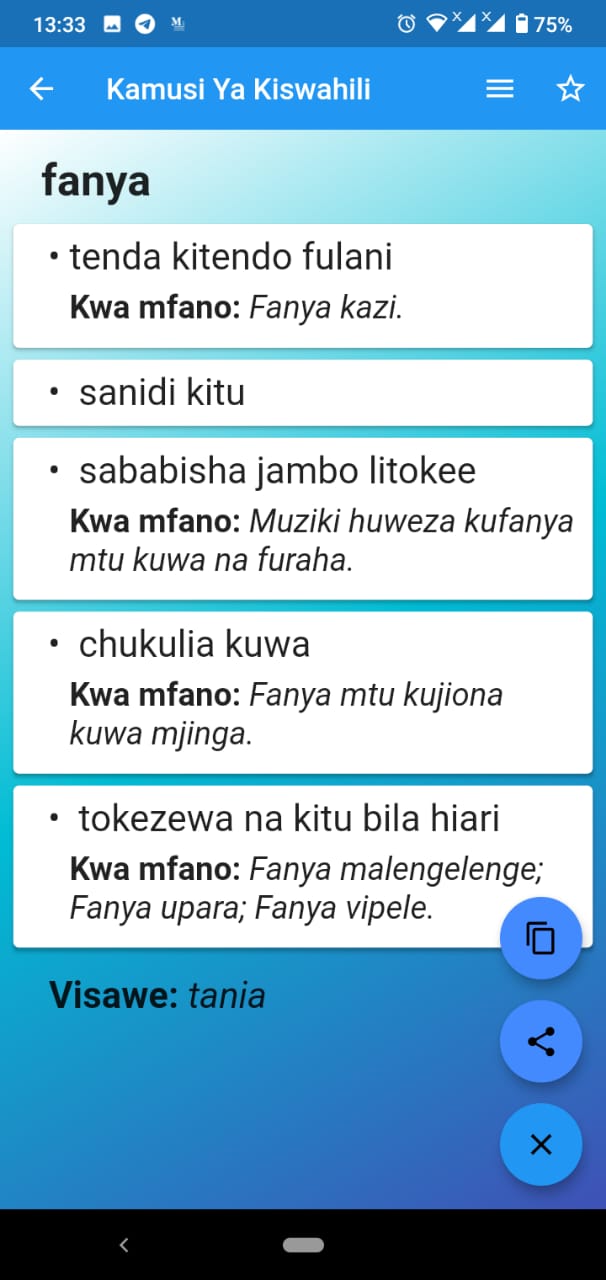 13:33
75%
Kamusi Ya Kiswahili
fanya
• tenda kitendo fulani
Kwa mfano: Fanya kazi.
• sanidi kitu
• sababisha jambo litokee
Kwa mfano: Muziki huweza kufanya
mtu kuwa na furaha.
• chukulia kuwa
Kwa mfano: Fanya mtu kujiona
kuwa mjinga.
• tokezewa na kitu bila hiari
Kwa mfano: Fanya malengelenge;
Fanya upara; Fanya vipele.
Visawe: tania